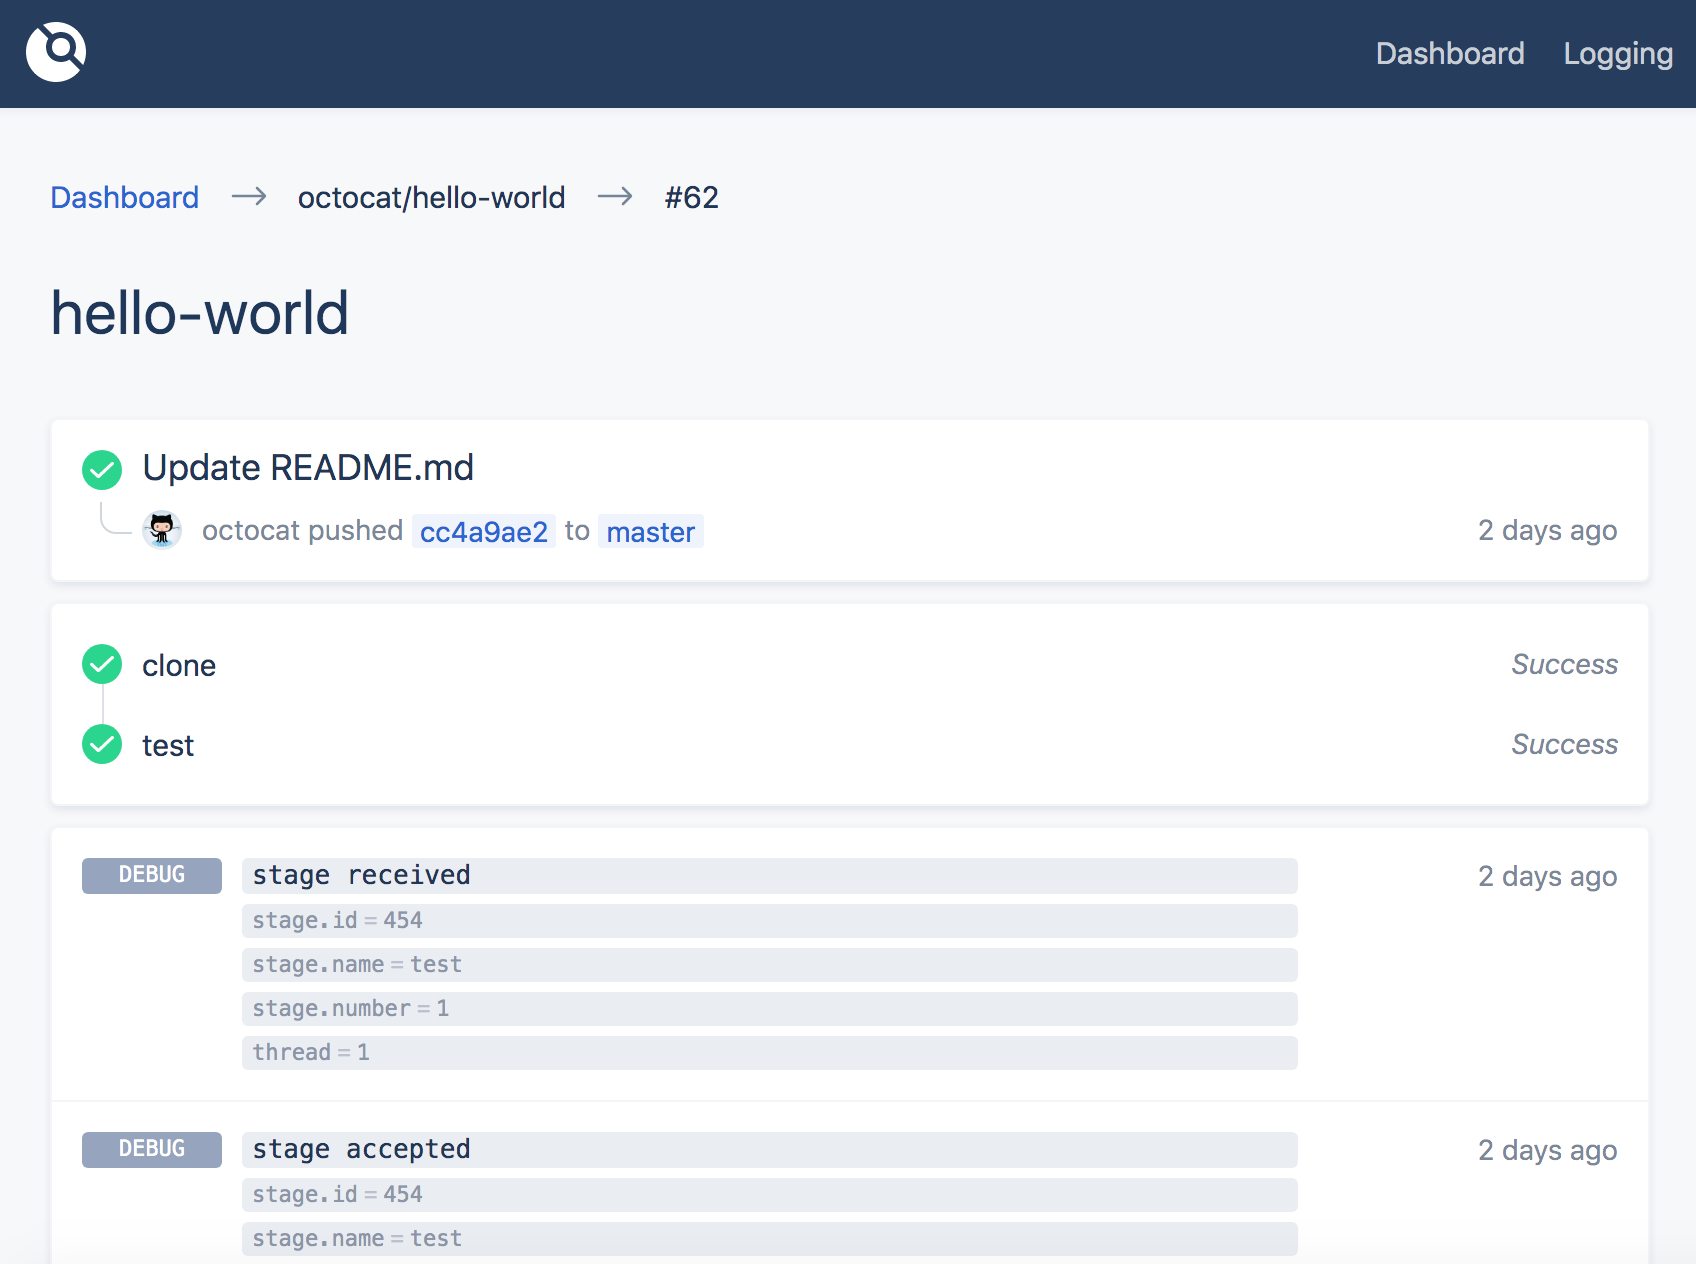 Dashboard Logging
Dashboard → octocat/hello-world → #62
hello-world
Update README.md
octocat pushed cc4a9ae2 to master 2 days ago
clone Success
test Success
DEBUG stage received 2 days ago
stage.id = 454
stage.name = test
stage.number = 1
thread = 1
DEBUG stage accepted 2 days ago
stage.id = 454
stage.name = test